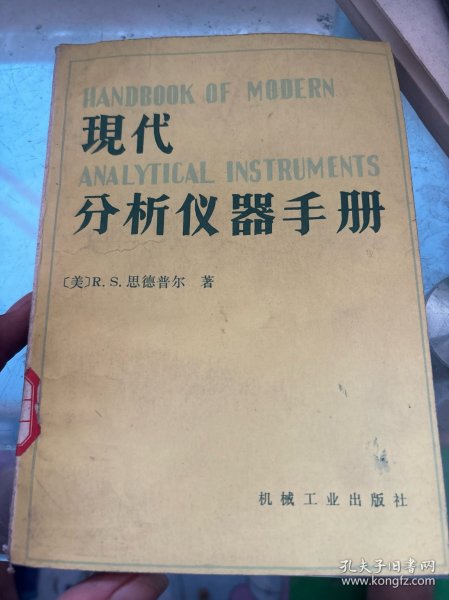 HANDBOOK OF MODERN
現代
ANALYTICAL INSTRUMENTS
分析仪器手册
〔美〕R. S. 思德普尔 著
机械工业出版社
孔夫子旧书网
www.kongfz.com